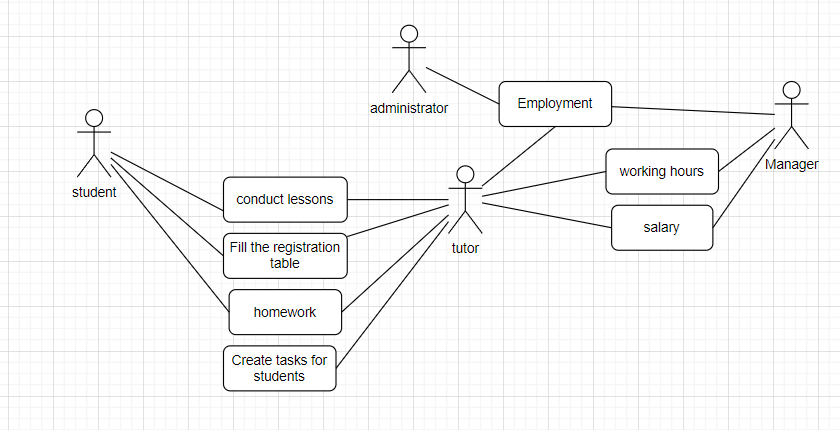 administrator
Employment
Manager
student
conduct lessons
Fill the registration
table
homework
Create tasks for
students
tutor
working hours
salary